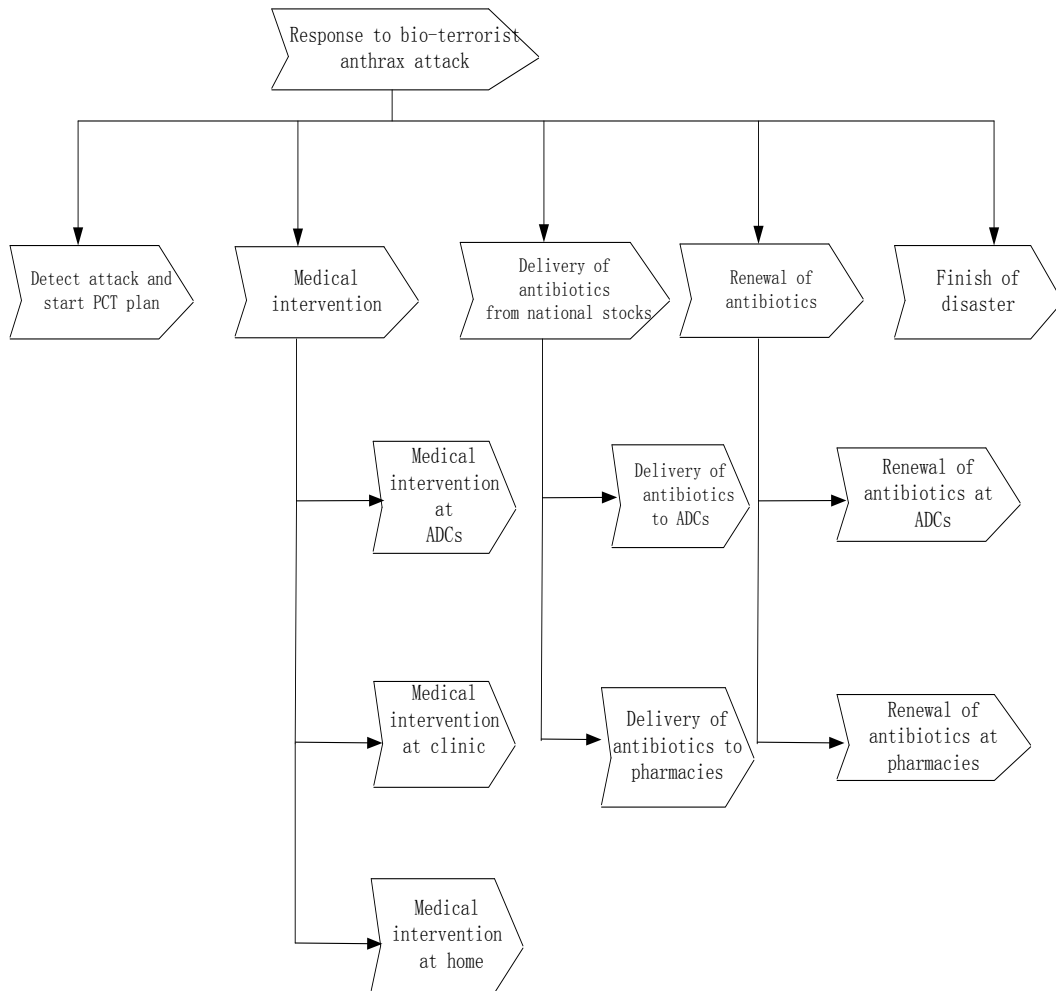 Response to bio-terrorist
anthrax attack
Detect attack and
start PCT plan
Medical
intervention
Delivery of
antibiotics
from national stocks
Renewal of
antibiotics
Finish of
disaster
Medical
intervention
at
ADCs
Delivery of
antibiotics
to ADCs
Renewal of
antibiotics at
ADCs
Medical
intervention
at clinic
Delivery of
antibiotics to
pharmacies
Renewal of
antibiotics at
pharmacies
Medical
intervention
at home